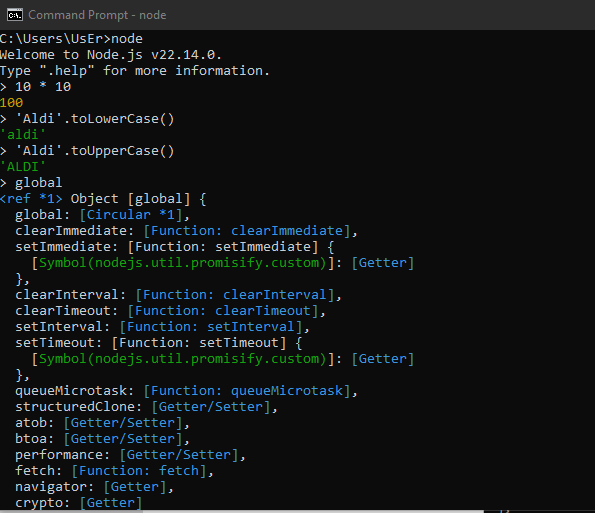 Command Prompt - node
C:\Users\UsEr>node
Welcome to Node.js v22.14.0.
Type ".help" for more information.
> 10 * 10
100
> 'Aldi'.toLowerCase()
'aldi'
> 'Aldi'.toUpperCase()
'ALDI'
> global
<ref *1> Object [global] {
  global: [Circular *1],
  clearImmediate: [Function: clearImmediate],
  setImmediate: [Function: setImmediate] {
    [Symbol(nodejs.util.promisify.custom)]: [Getter]
  },
  clearInterval: [Function: clearInterval],
  clearTimeout: [Function: clearTimeout],
  setInterval: [Function: setInterval],
  setTimeout: [Function: setTimeout] {
    [Symbol(nodejs.util.promisify.custom)]: [Getter]
  },
  queueMicrotask: [Function: queueMicrotask],
  structuredClone: [Getter/Setter],
  atob: [Getter/Setter],
  btoa: [Getter/Setter],
  performance: [Getter/Setter],
  fetch: [Function: fetch],
  navigator: [Getter],
  crypto: [Getter]